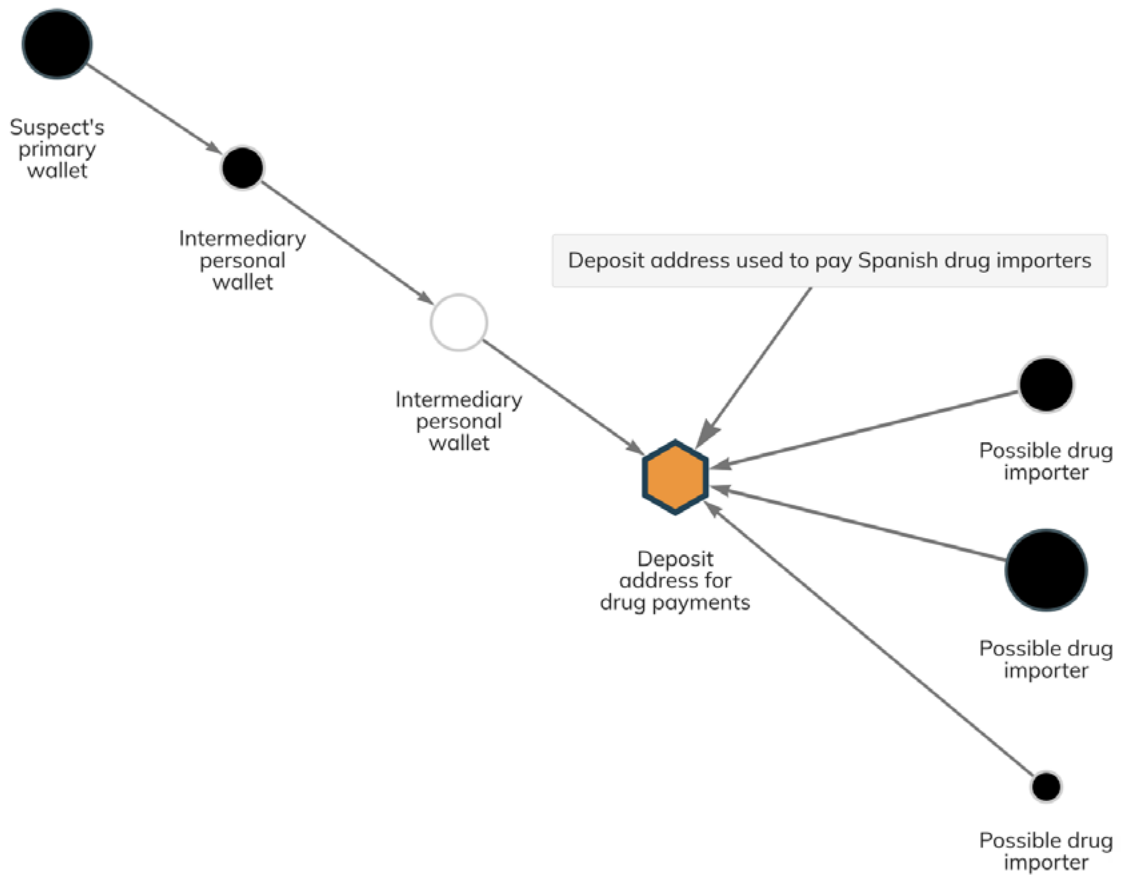 Suspect's
primary
wallet
Intermediary
personal
wallet
Deposit address used to pay Spanish drug importers
Intermediary
personal
wallet
Possible drug
importer
Deposit
address for
drug payments
Possible drug
importer
Possible drug
importer